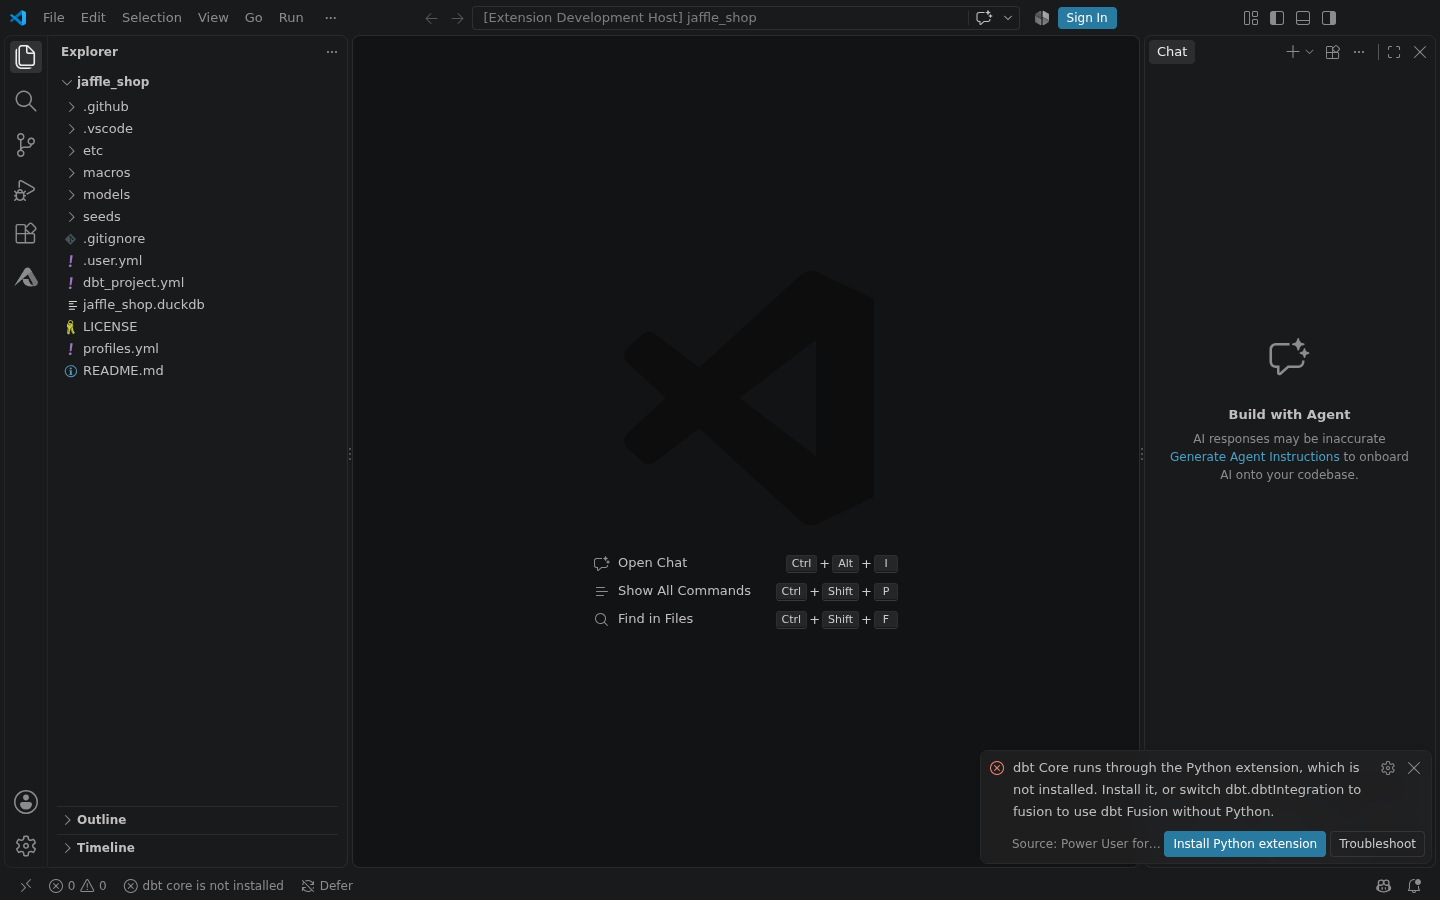 File Edit Selection View Go Run ···
[Extension Development Host] jaffle_shop
Sign In
Explorer
jaffle_shop
.github
.vscode
etc
macros
models
seeds
.gitignore
.user.yml
dbt_project.yml
jaffle_shop.duckdb
LICENSE
profiles.yml
README.md
Outline
Timeline
Open Chat Ctrl + Alt + I
Show All Commands Ctrl + Shift + P
Find in Files Ctrl + Shift + F
Chat
Build with Agent
AI responses may be inaccurate
Generate Agent Instructions to onboard
AI onto your codebase.
dbt Core runs through the Python extension, which is
not installed. Install it, or switch dbt.dbtIntegration to
fusion to use dbt Fusion without Python.
Source: Power User for…
Install Python extension
Troubleshoot
0 0 dbt core is not installed Defer